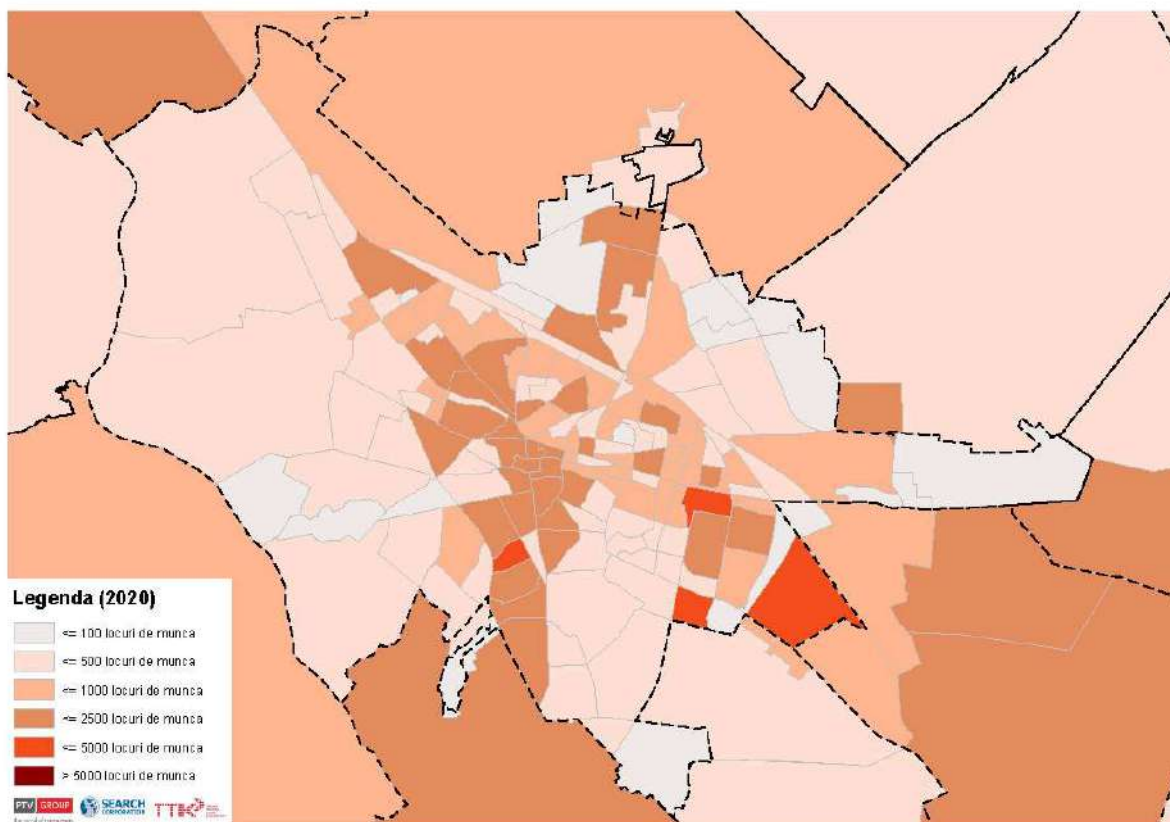 Legenda (2020)
<= 100 locuri de munca
<= 500 locuri de munca
<= 1000 locuri de munca
<= 2500 locuri de munca
<= 5000 locuri de munca
> 5000 locuri de munca
PTV GROUP SEARCH CORPORATION TTK